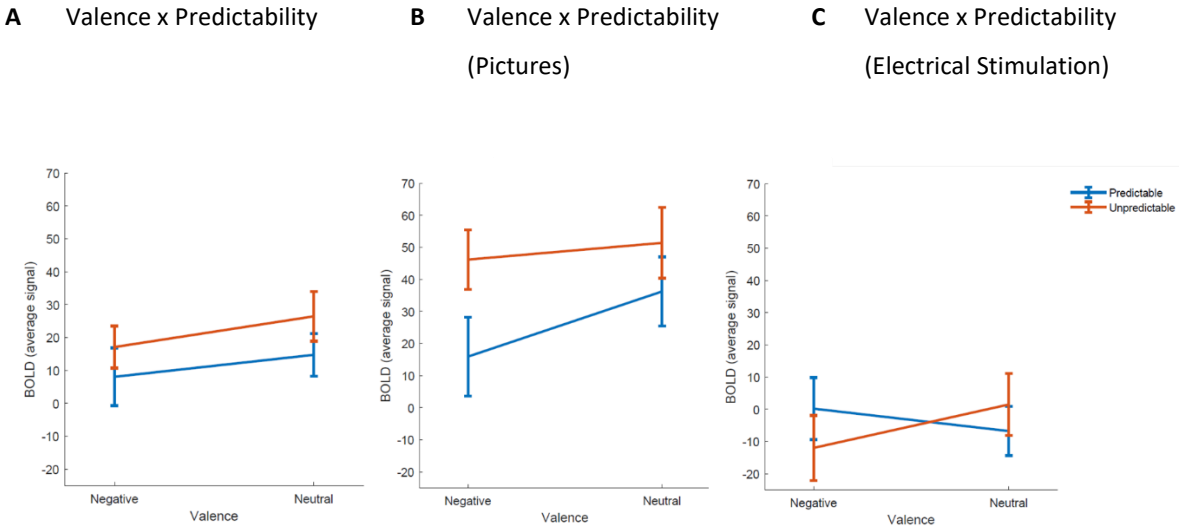 A Valence x Predictability
B Valence x Predictability
(Pictures)
C Valence x Predictability
(Electrical Stimulation)
70
60
50
40
30
20
10
0
-10
-20
BOLD (average signal)
Negative Neutral
Valence
70
60
50
40
30
20
10
0
-10
-20
BOLD (average signal)
Negative Neutral
Valence
70
60
50
40
30
20
10
0
-10
-20
BOLD (average signal)
Negative Neutral
Valence
Predictable
Unpredictable